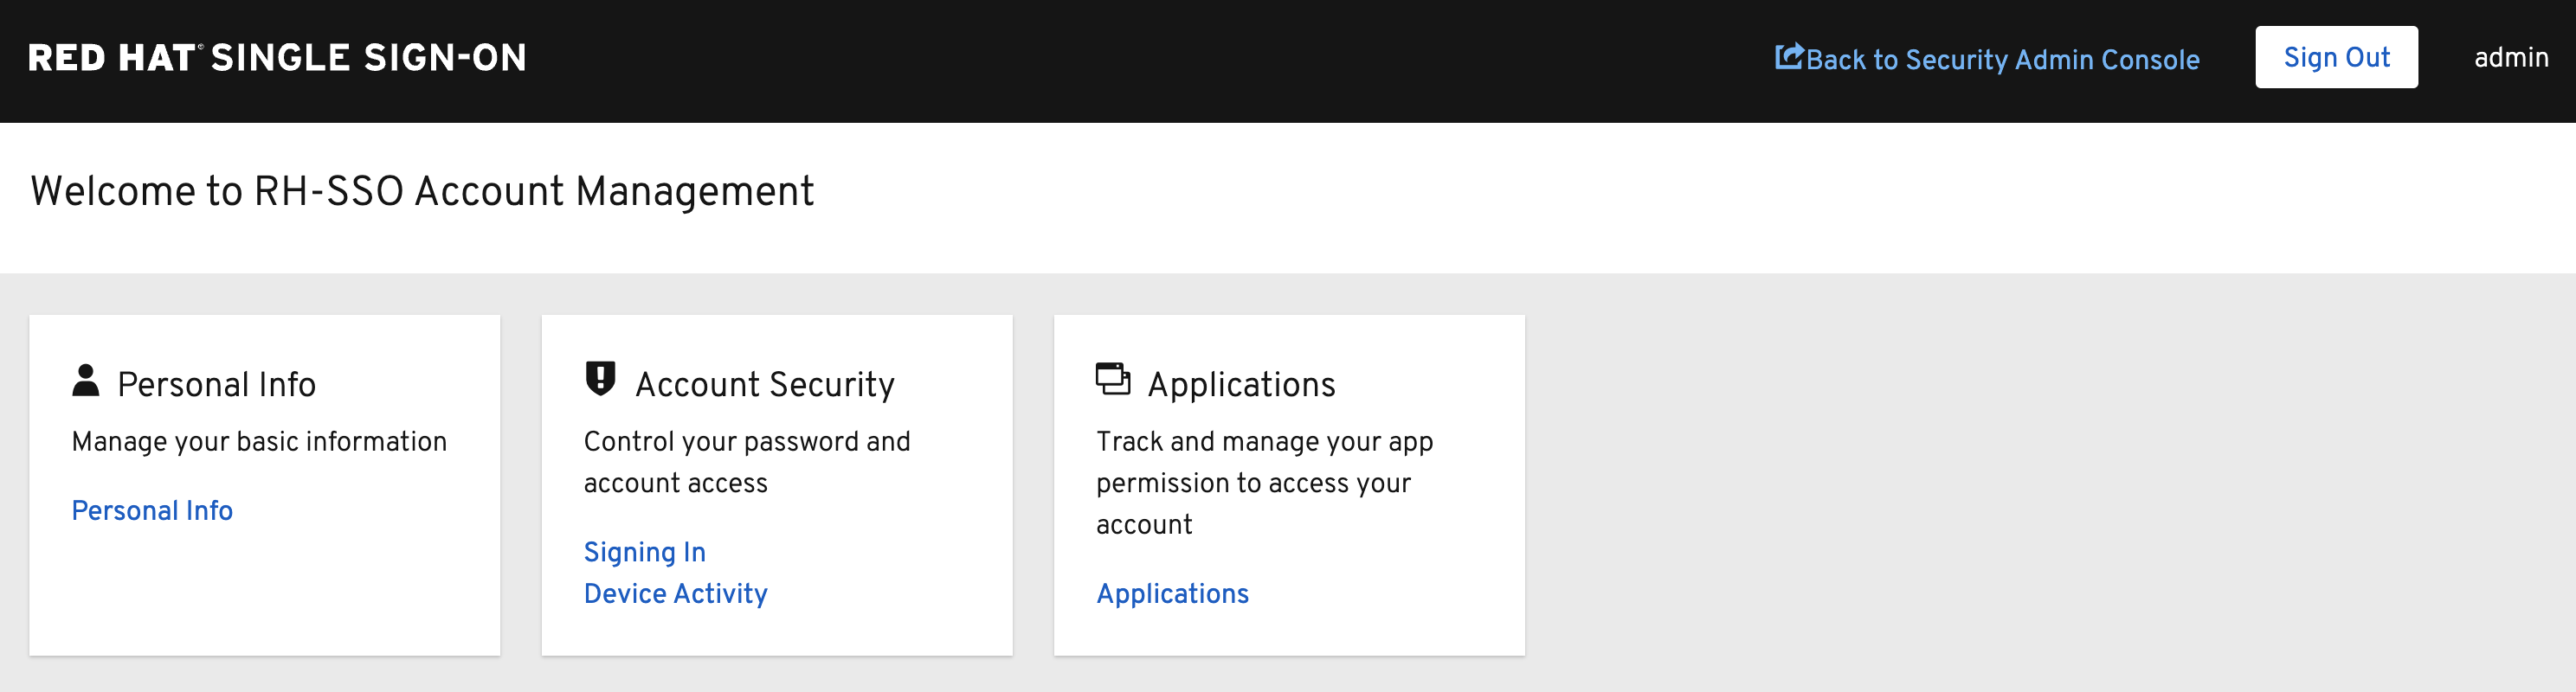 RED HAT® SINGLE SIGN-ON
Back to Security Admin Console
Sign Out
admin
Welcome to RH-SSO Account Management
Personal Info
Manage your basic information
Personal Info
Account Security
Control your password and
account access
Signing In
Device Activity
Applications
Track and manage your app
permission to access your
account
Applications